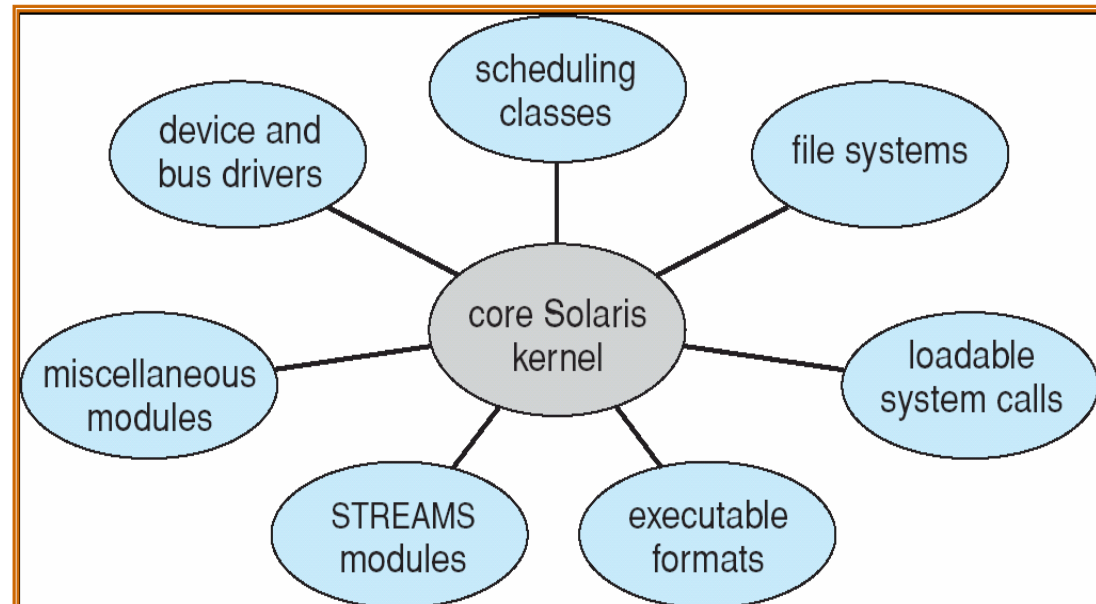 scheduling
classes
device and
bus drivers
file systems
core Solaris
kernel
miscellaneous
modules
loadable
system calls
STREAMS
modules
executable
formats